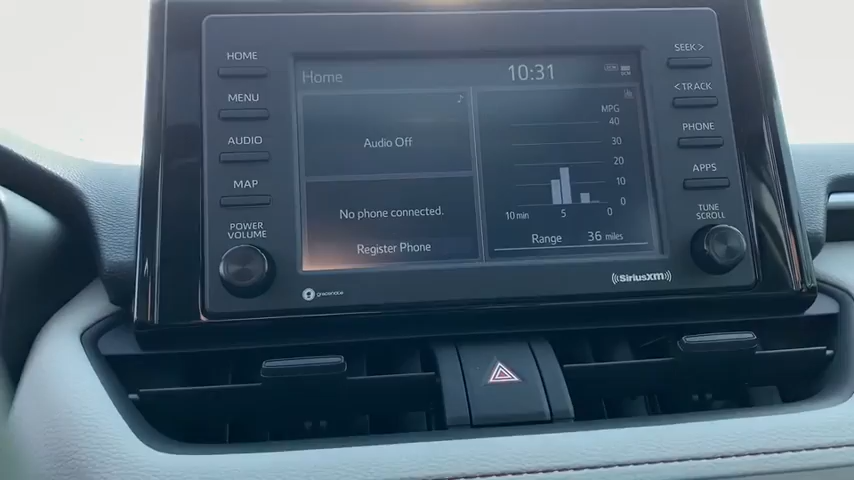 HOME
MENU
AUDIO
MAP
POWER
VOLUME
Home
10:31
Audio Off
No phone connected.
Register Phone
MPG
40
30
20
10
0
10 min 5 0
Range 36 miles
SEEK >
< TRACK
PHONE
APPS
TUNE
SCROLL
gracenote
((SiriusXM))